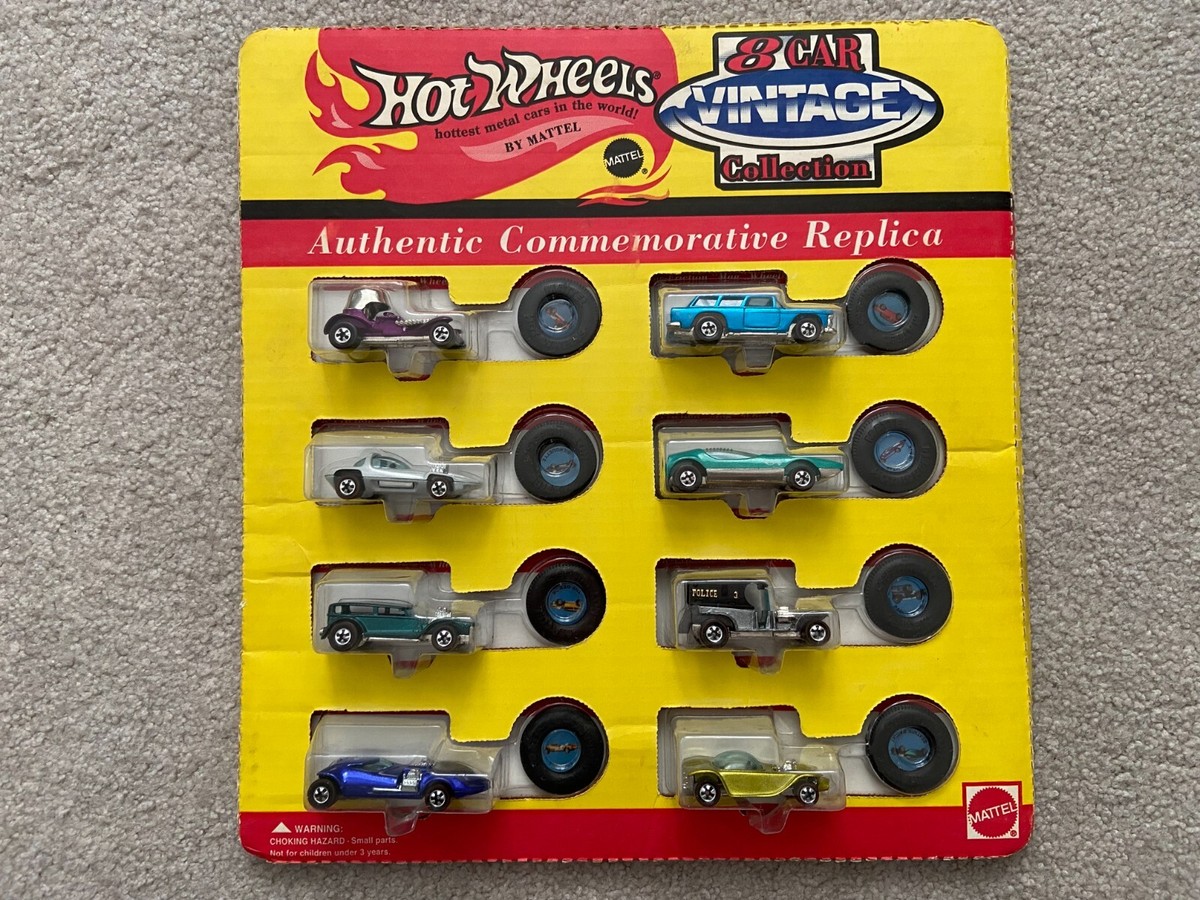 HOT WHEELS®
hottest metal cars in the world!
BY MATTEL
MATTEL®
8 CAR
VINTAGE
Collection
Authentic Commemorative Replica
POLICE 3
WARNING:
CHOKING HAZARD - Small parts.
Not for children under 3 years.
MATTEL®